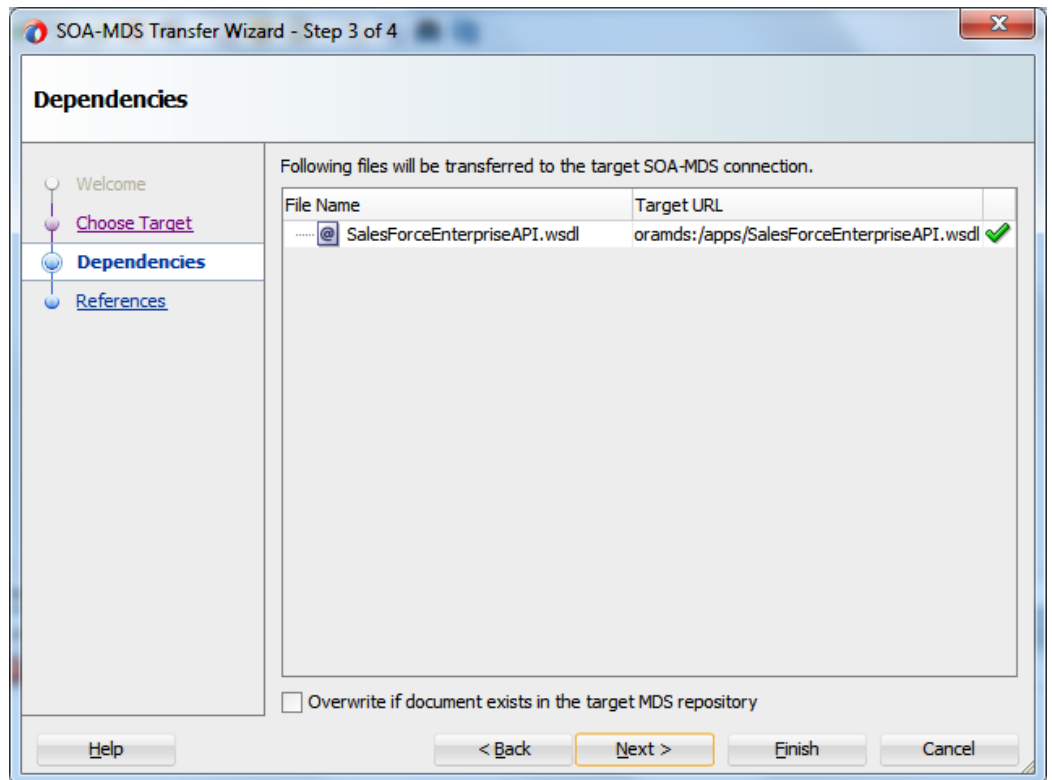 SOA-MDS Transfer Wizard - Step 3 of 4
Dependencies
Welcome
Choose Target
Dependencies
References
Following files will be transferred to the target SOA-MDS connection.
File Name Target URL
@ SalesForceEnterpriseAPI.wsdl oramds:/apps/SalesForceEnterpriseAPI.wsdl
Overwrite if document exists in the target MDS repository
Help < Back Next > Finish Cancel